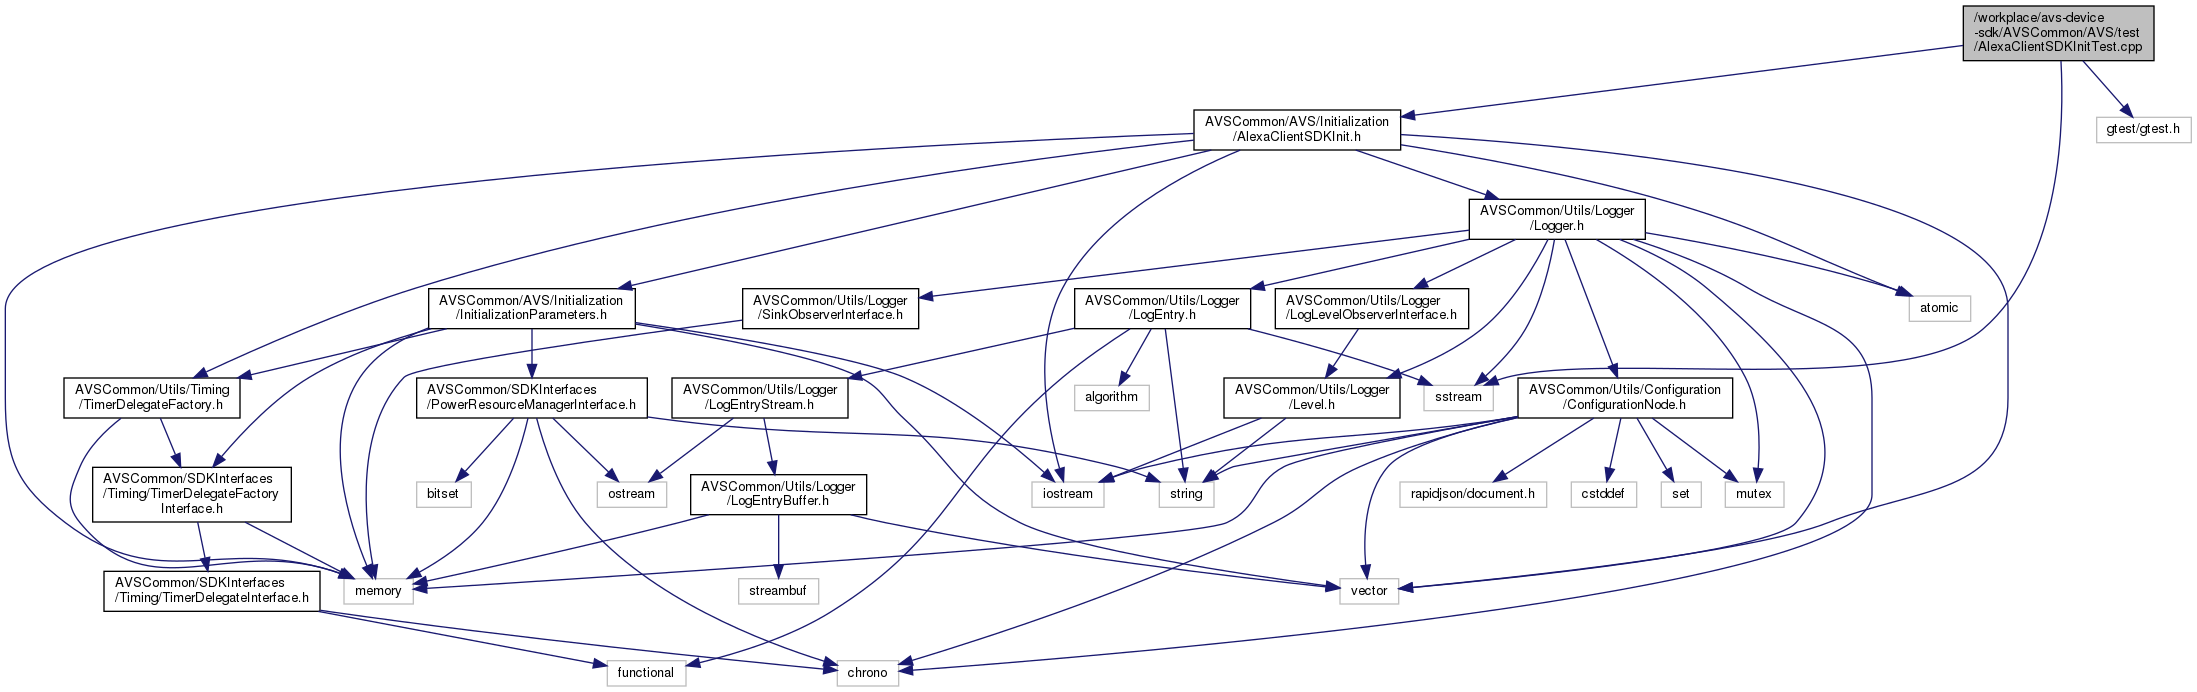 /workplace/avs-device
-sdk/AVSCommon/AVS/test
/AlexaClientSDKInitTest.cpp
AVSCommon/AVS/Initialization
/AlexaClientSDKInit.h
gtest/gtest.h
AVSCommon/Utils/Logger
/Logger.h
AVSCommon/AVS/Initialization
/InitializationParameters.h
AVSCommon/Utils/Logger
/SinkObserverInterface.h
AVSCommon/Utils/Logger
/LogEntry.h
AVSCommon/Utils/Logger
/LogLevelObserverInterface.h
atomic
AVSCommon/Utils/Timing
/TimerDelegateFactory.h
AVSCommon/SDKInterfaces
/PowerResourceManagerInterface.h
AVSCommon/Utils/Logger
/LogEntryStream.h
algorithm
AVSCommon/Utils/Logger
/Level.h
sstream
AVSCommon/Utils/Configuration
/ConfigurationNode.h
AVSCommon/SDKInterfaces
/Timing/TimerDelegateFactory
Interface.h
bitset
ostream
AVSCommon/Utils/Logger
/LogEntryBuffer.h
iostream
string
rapidjson/document.h
cstddef
set
mutex
AVSCommon/SDKInterfaces
/Timing/TimerDelegateInterface.h
memory
streambuf
vector
functional
chrono